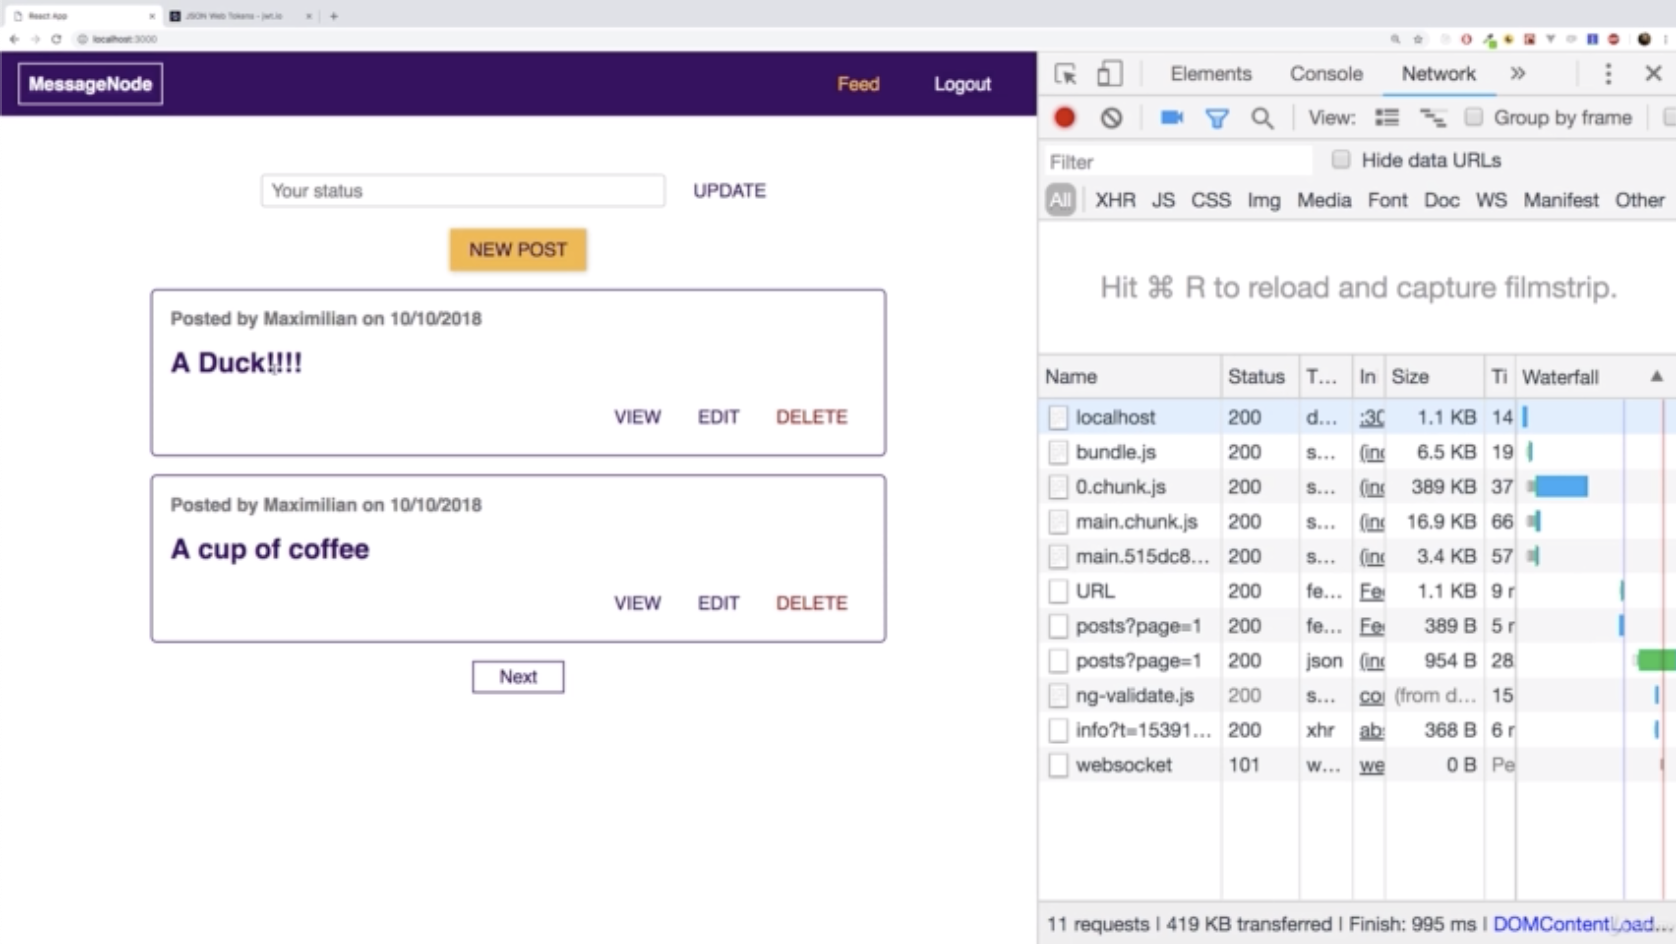 React App
JSON Web Tokens - jwt.io
localhost:3000
MessageNode
Feed
Logout
Your status
UPDATE
NEW POST
Posted by Maximilian on 10/10/2018
A Duck!!!!
VIEW EDIT DELETE
Posted by Maximilian on 10/10/2018
A cup of coffee
VIEW EDIT DELETE
Next
Elements Console Network
View: Group by frame
Filter
Hide data URLs
All XHR JS CSS Img Media Font Doc WS Manifest Other
Hit ⌘ R to reload and capture filmstrip.
Name Status T... In Size Ti Waterfall
localhost 200 d... :30 1.1 KB 14
bundle.js 200 s... (in 6.5 KB 19
0.chunk.js 200 s... (in 389 KB 37
main.chunk.js 200 s... (in 16.9 KB 66
main.515dc8... 200 s... (in 3.4 KB 57
URL 200 fe... Fe 1.1 KB 9
posts?page=1 200 fe... Fe 389 B 5
posts?page=1 200 json (in 954 B 28
ng-validate.js 200 s... co (from d... 15
info?t=15391... 200 xhr ab 368 B 6
websocket 101 w... we 0 B Pe
11 requests | 419 KB transferred | Finish: 995 ms | DOMContentLoad...